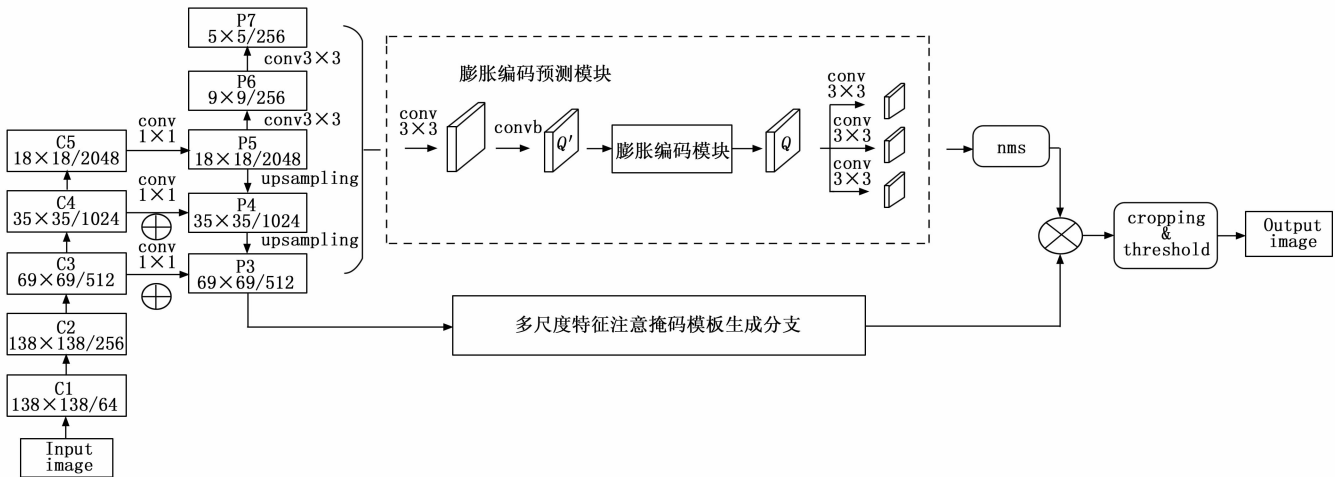 P7
5×5/256
conv3×3
P6
9×9/256
conv3×3
C5
18×18/2048
conv
1×1
P5
18×18/2048
upsampling
C4
35×35/1024
conv
1×1
P4
35×35/1024
upsampling
C3
69×69/512
conv
1×1
P3
69×69/512
C2
138×138/256
C1
138×138/64
Input
image
膨胀编码预测模块
conv
3×3
convb
Q′
膨胀编码模块
Q
conv
3×3
conv
3×3
conv
3×3
nms
多尺度特征注意掩码模板生成分支
cropping
&
threshold
Output
image